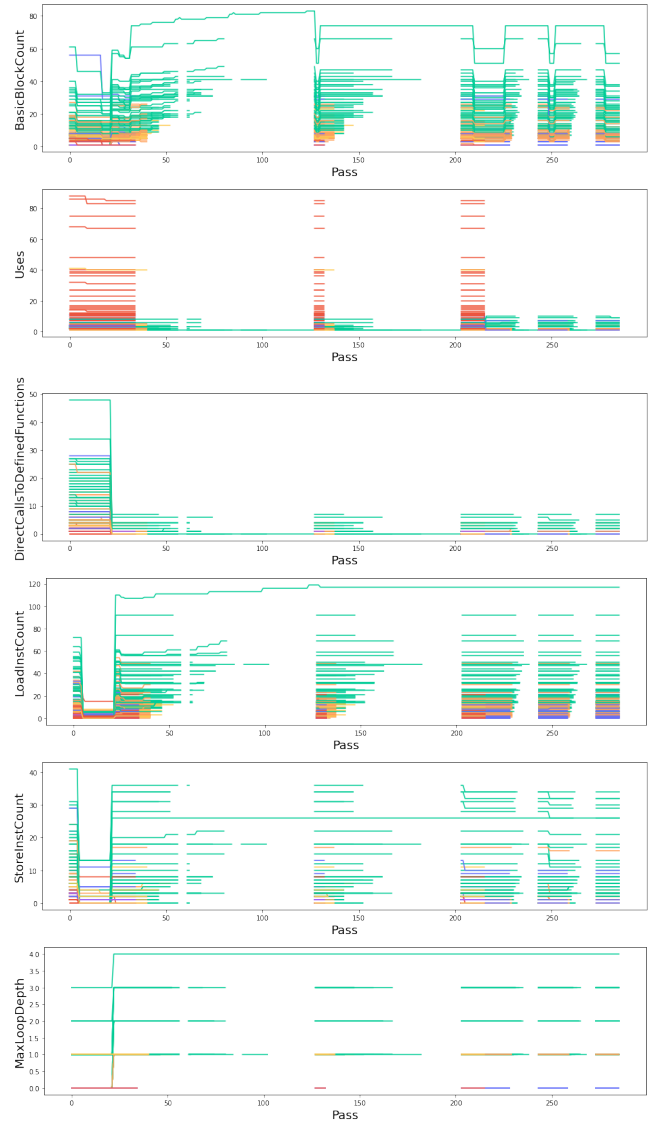 BasicBlockCount
80
60
40
20
0
0 50 100 150 200 250
Pass
Uses
80
60
40
20
0
0 50 100 150 200 250
Pass
DirectCallsToDefinedFunctions
50
40
30
20
10
0
0 50 100 150 200 250
Pass
LoadInstCount
120
100
80
60
40
20
0
0 50 100 150 200 250
Pass
StoreInstCount
40
30
20
10
0
0 50 100 150 200 250
Pass
MaxLoopDepth
4.0
3.5
3.0
2.5
2.0
1.5
1.0
0.5
0.0
0 50 100 150 200 250
Pass